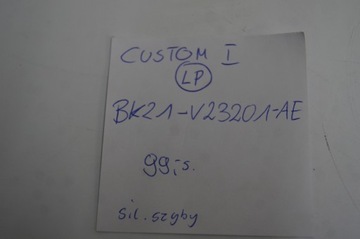 CUSTOM I
LP
BK21-V23201-AE
99,-s.
sil. szyby